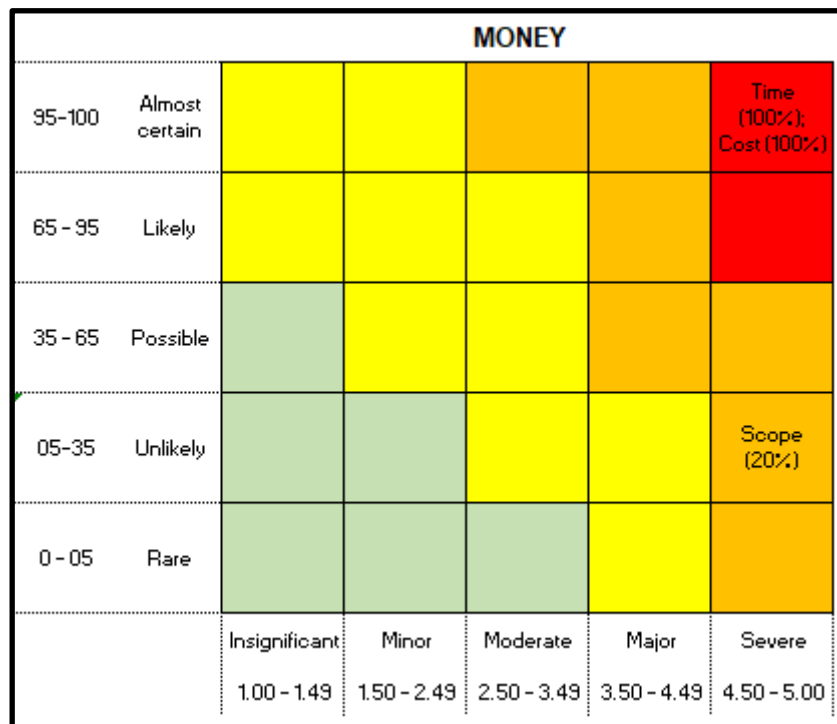 MONEY
95-100
Almost
certain
Time
(100%);
Cost (100%)
65 - 95
Likely
35 - 65
Possible
05-35
Unlikely
Scope
(20%)
0 - 05
Rare
Insignificant
Minor
Moderate
Major
Severe
1.00 - 1.49
1.50 - 2.49
2.50 - 3.49
3.50 - 4.49
4.50 - 5.00